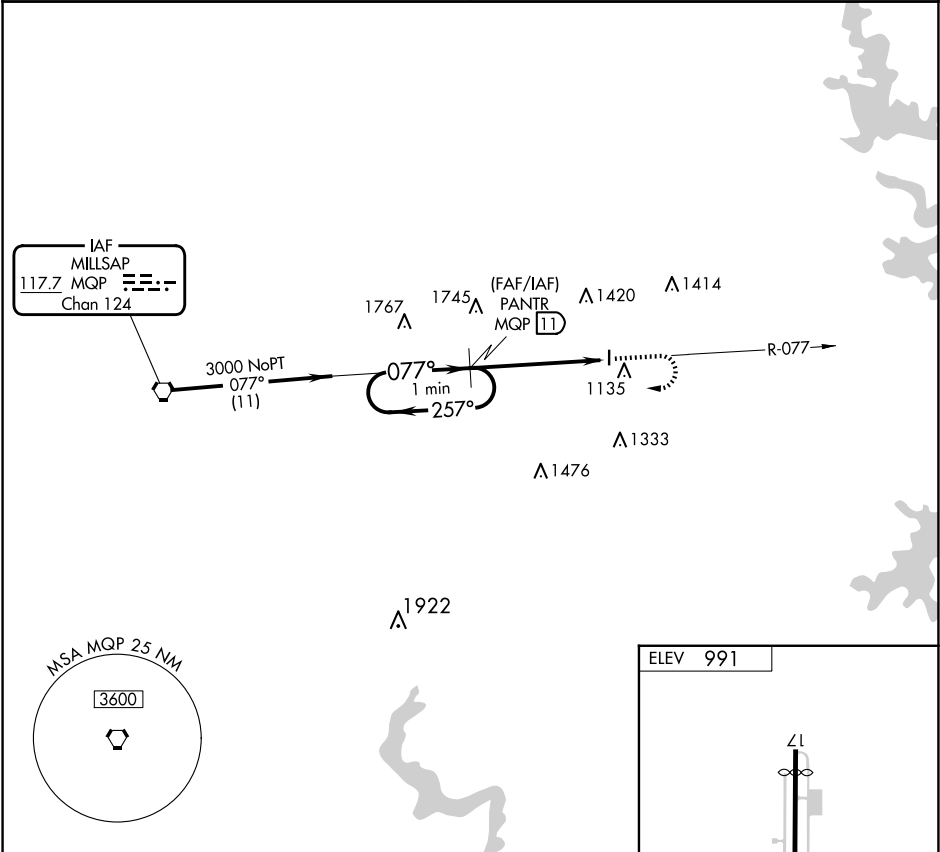 IAF
MILLSAP
117.7 MQP
Chan 124
3000 NoPT
077°
(11)
1767
1745
(FAF/IAF)
PANTR
MQP 11
1420
1414
077°
1 min
257°
1135
R-077
1333
1476
1922
MSA MQP 25 NM
3600
ELEV 991
17